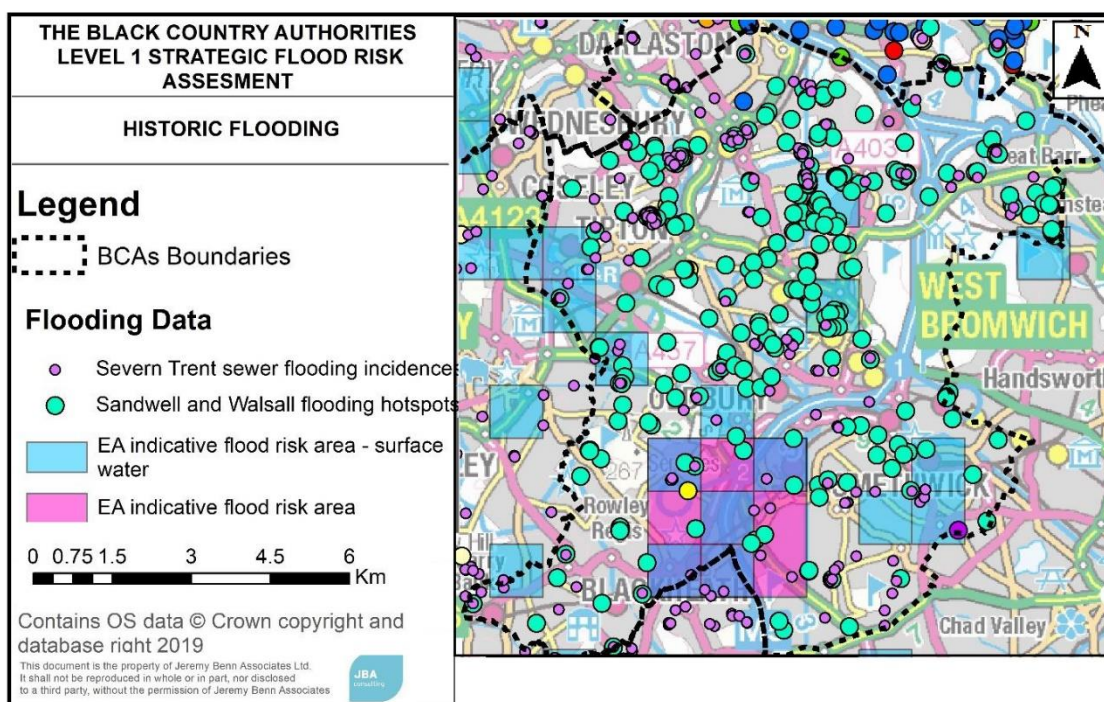 THE BLACK COUNTRY AUTHORITIES
LEVEL 1 STRATEGIC FLOOD RISK
ASSESMENT
HISTORIC FLOODING
Legend
BCAs Boundaries
Flooding Data
Severn Trent sewer flooding incidences
Sandwell and Walsall flooding hotspots
EA indicative flood risk area - surface
water
EA indicative flood risk area
0 0.75 1.5 3 4.5 6
Km
Contains OS data © Crown copyright and
database right 2019
This document is the property of Jeremy Benn Associates Ltd.
It shall not be reproduced in whole or in part, nor disclosed
to a third party, without the permission of Jeremy Benn Associates
JBA
consulting
N
DARLASTON
WEDNESBURY
A403
eat Barr
COSELEY
A4123
TIPTON
WEST
BROMWICH
A457
Handsworth
267
Rowley
Regis
Chad Valley